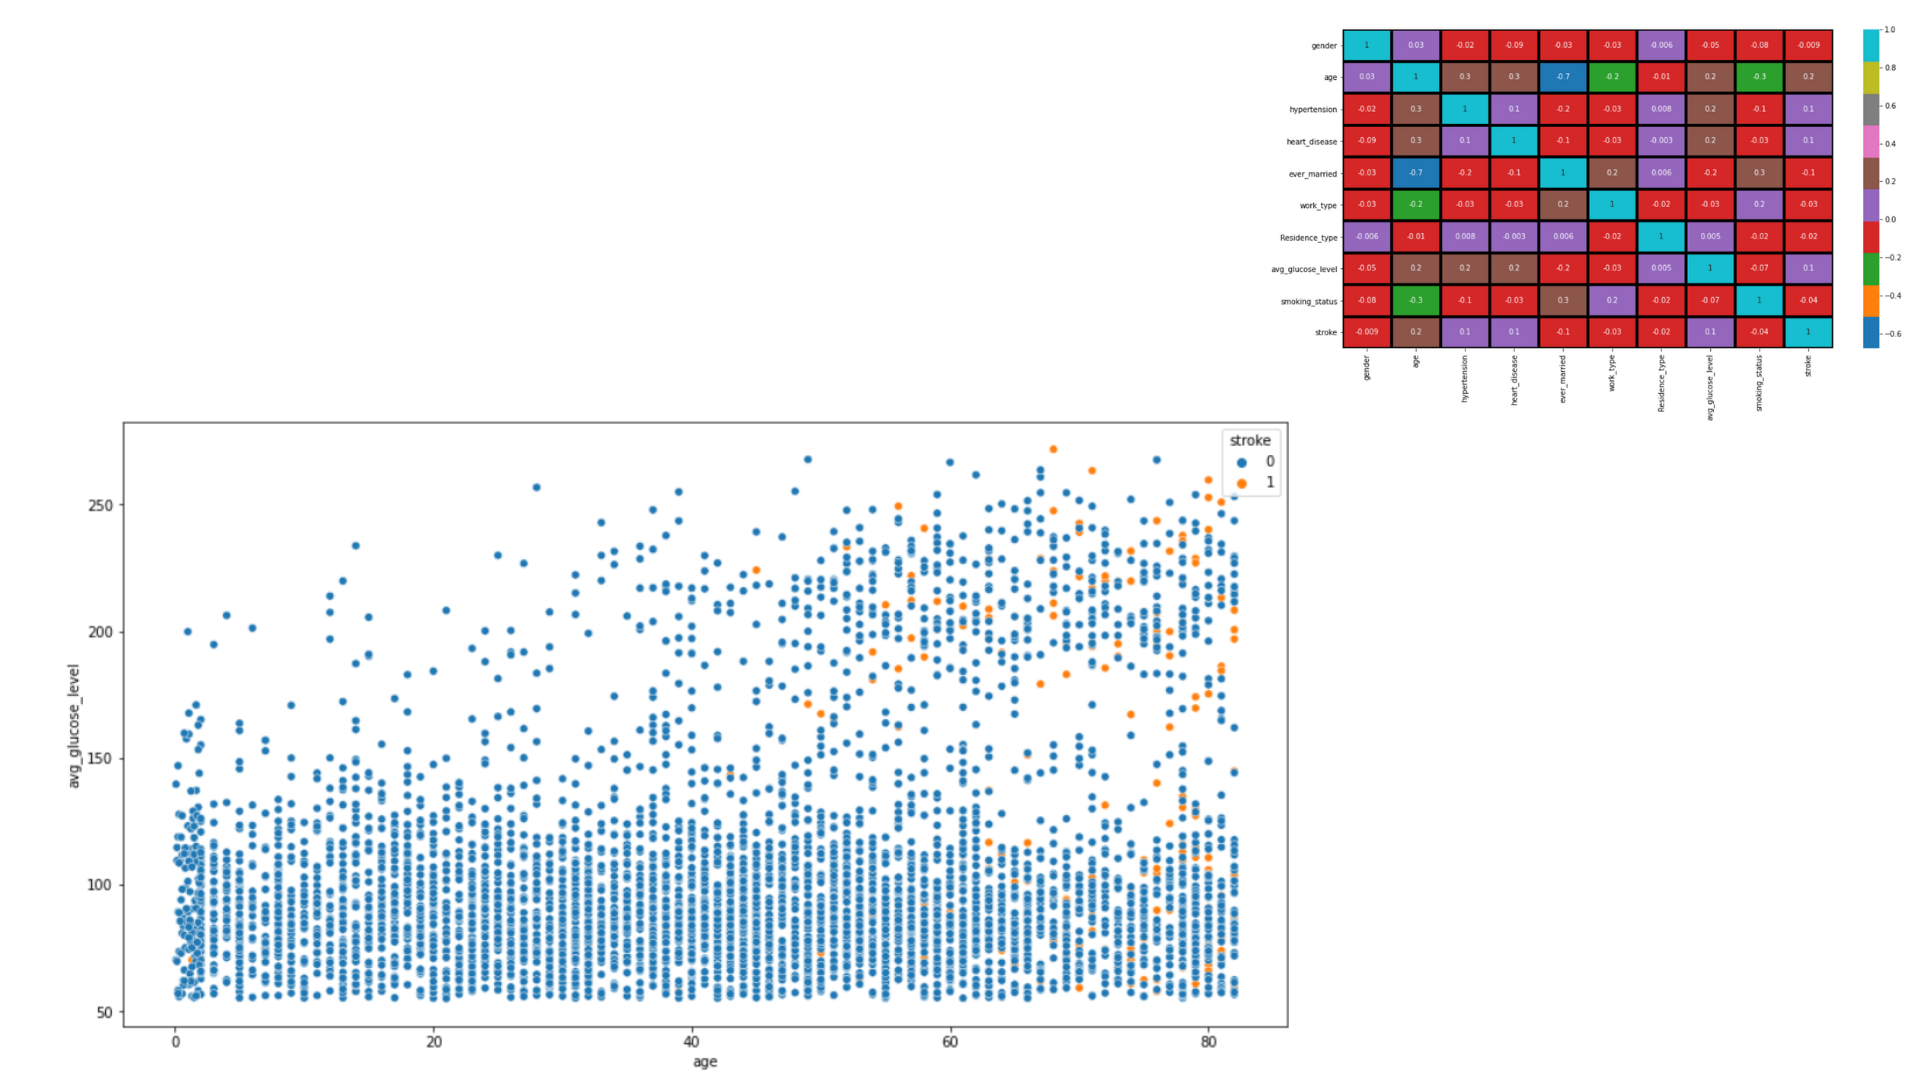 gender 1 0.03 -0.02 -0.09 -0.03 -0.03 -0.006 -0.05 -0.08 -0.009
age 0.03 1 0.3 0.3 -0.7 -0.2 -0.01 0.2 -0.3 0.2
hypertension -0.02 0.3 1 0.1 -0.2 -0.03 0.008 0.2 -0.1 0.1
heart_disease -0.09 0.3 0.1 1 -0.1 -0.03 -0.003 0.2 -0.03 0.1
ever_married -0.03 -0.7 -0.2 -0.1 1 0.2 0.006 -0.2 0.3 -0.1
work_type -0.03 -0.2 -0.03 -0.03 0.2 1 -0.02 -0.03 0.2 -0.03
Residence_type -0.006 -0.01 0.008 -0.003 0.006 -0.02 1 0.005 -0.02 -0.02
avg_glucose_level -0.05 0.2 0.2 0.2 -0.2 -0.03 0.005 1 -0.07 0.1
smoking_status -0.08 -0.3 -0.1 -0.03 0.3 0.2 -0.02 -0.07 1 -0.04
stroke -0.009 0.2 0.1 0.1 -0.1 -0.03 -0.02 0.1 -0.04 1
gender age hypertension heart_disease ever_married work_type Residence_type avg_glucose_level smoking_status stroke
1.0
0.8
0.6
0.4
0.2
0.0
−0.2
−0.4
−0.6
stroke
0
1
avg_glucose_level
250
200
150
100
50
0 20 40 60 80
age